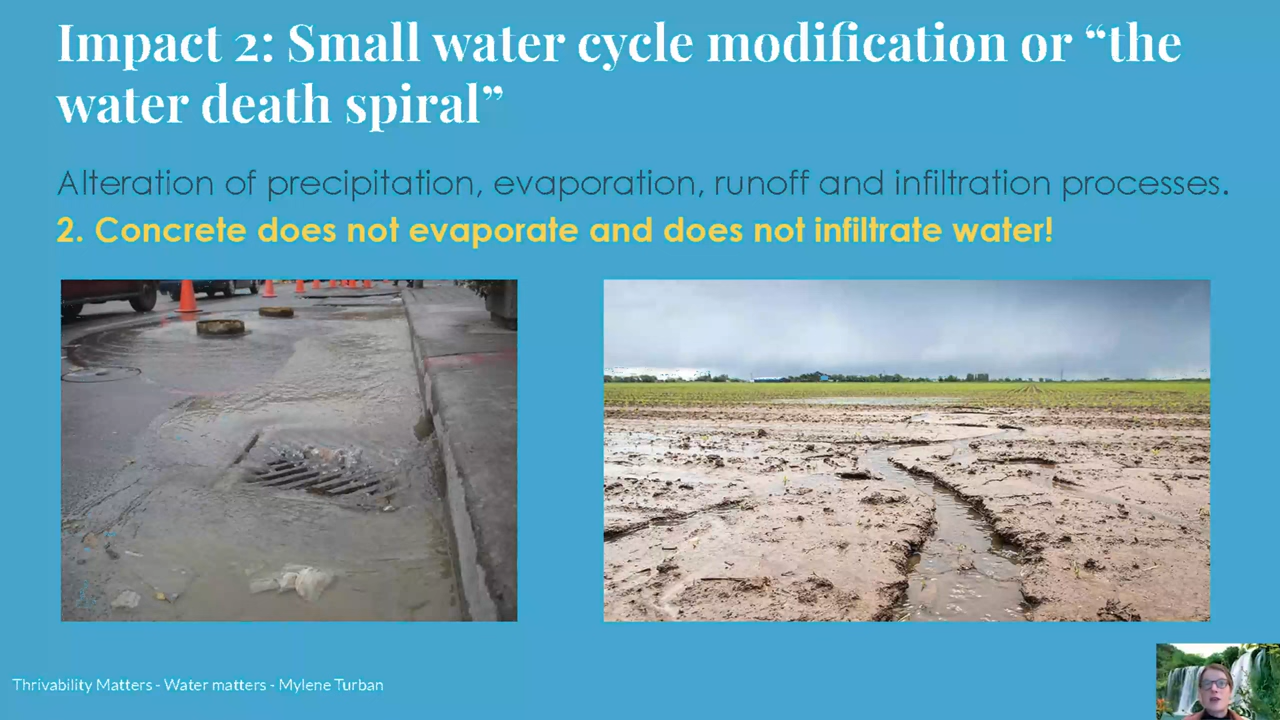 Impact 2: Small water cycle modification or “the
water death spiral”
Alteration of precipitation, evaporation, runoff and infiltration processes.
2. Concrete does not evaporate and does not infiltrate water!
Thrivability Matters - Water matters - Mylene Turban